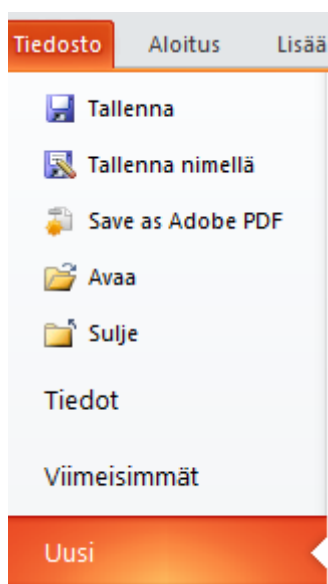 Tiedosto Aloitus Lisää
Tallenna
Tallenna nimellä
Save as Adobe PDF
Avaa
Sulje
Tiedot
Viimeisimmät
Uusi